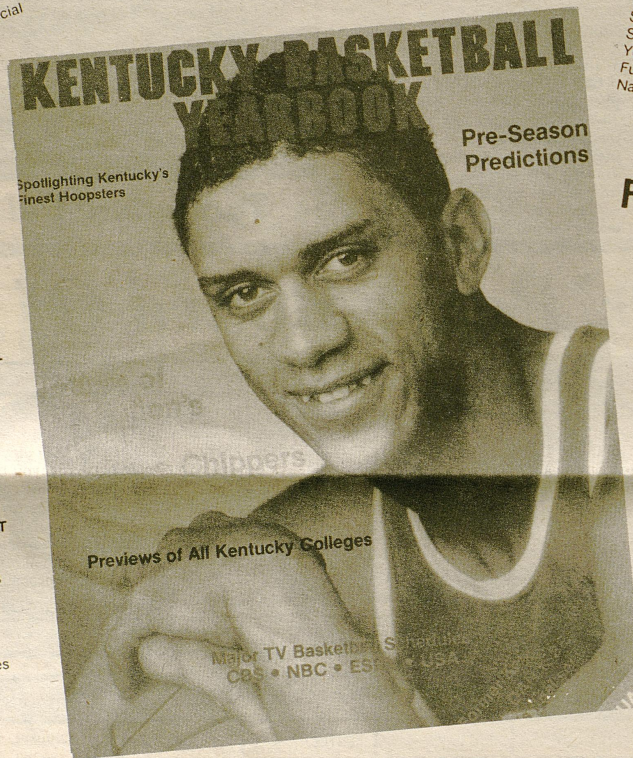 cial
KENTUCKY BASKETBALL
YEARBOOK
Pre-Season
Predictions
Spotlighting Kentucky's
Finest Hoopsters
Chippers
Previews of All Kentucky Colleges
Major TV Basketball Schedule
CBS • NBC • ESPN • USA